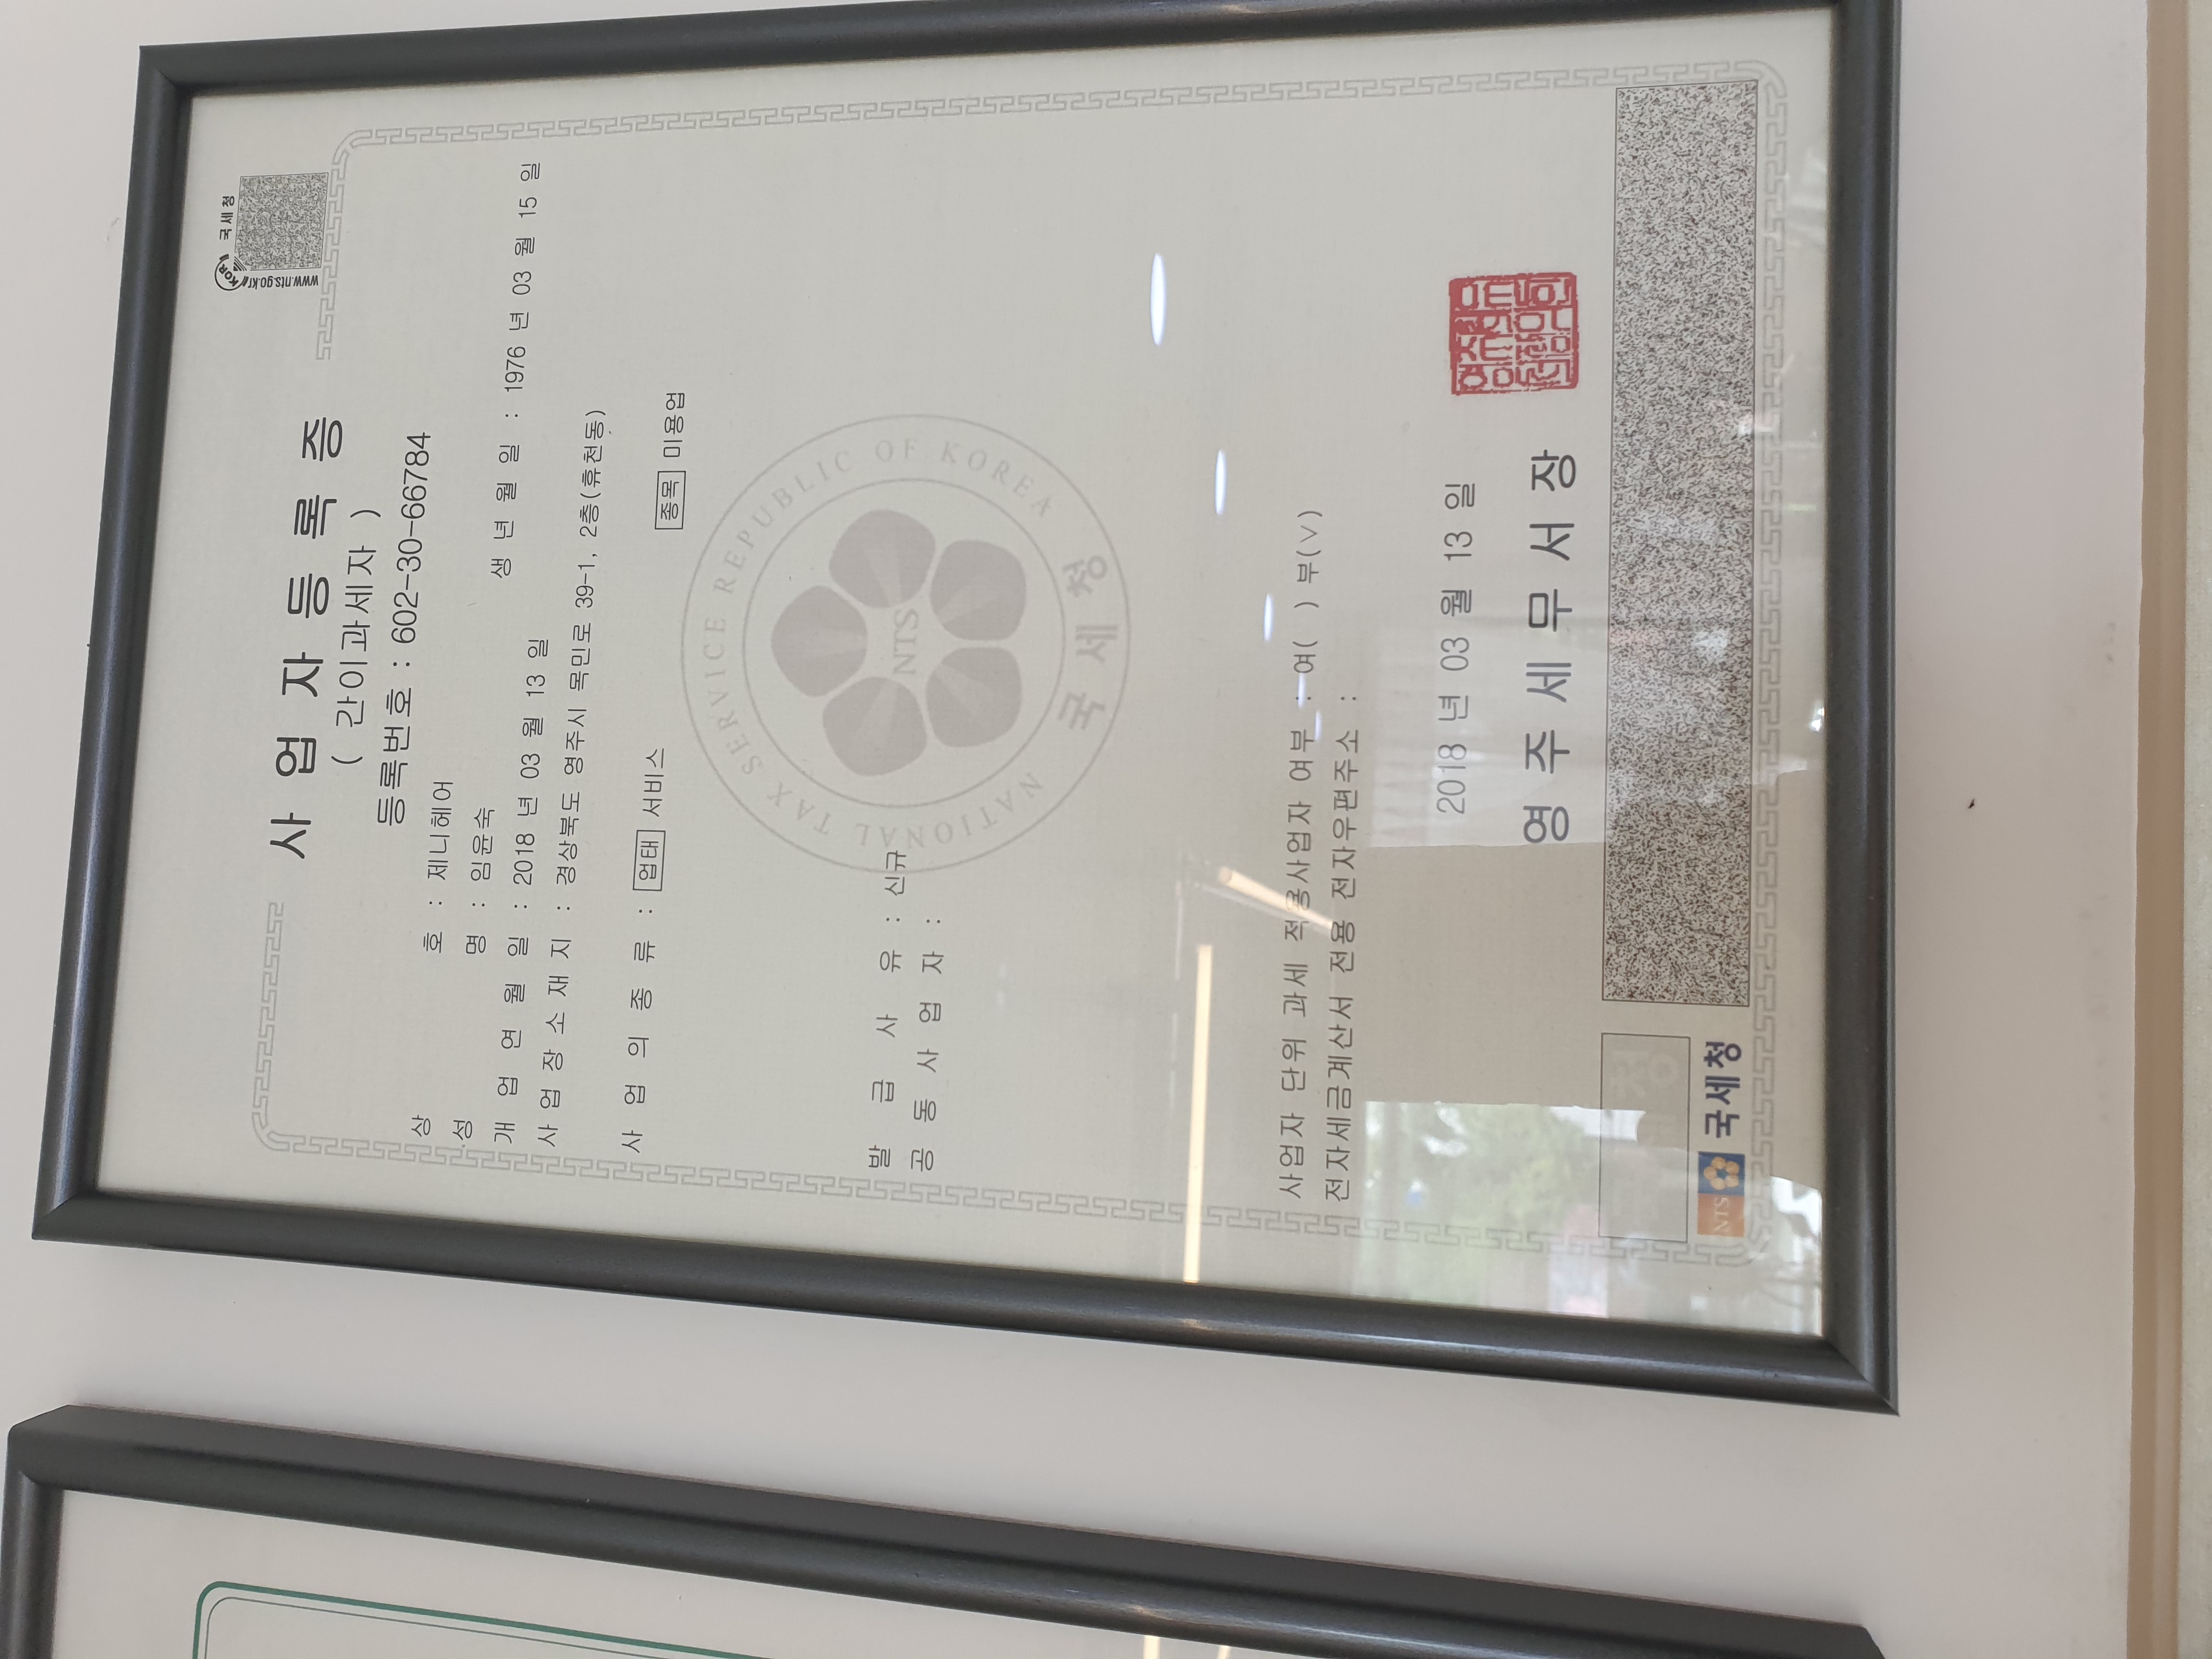 국세청
www.nts.go.kr
사 업 자 등 록 증
( 간이과세자 )
등록번호 : 602-30-66784
상 호 : 제니헤어
성 명 : 임윤숙 생 년 월 일 : 1976 년 03 월 15 일
개 업 연 월 일 : 2018 년 03 월 13 일
사 업 장 소 재 지 : 경상북도 영주시 목민로 39-1, 2층(휴천동)
사 업 의 종 류 : 업태 서비스 종목 미용업
NATIONAL TAX SERVICE REPUBLIC OF KOREA
NTS
국세청
발 급 사 유 : 신규
공 동 사 업 자 :
사업자 단위 과세 적용사업자 여부 : 여( ) 부(∨)
전자세금계산서 전용 전자우편주소 :
2018 년 03 월 13 일
영 주 세 무 서 장
NTS 국세청